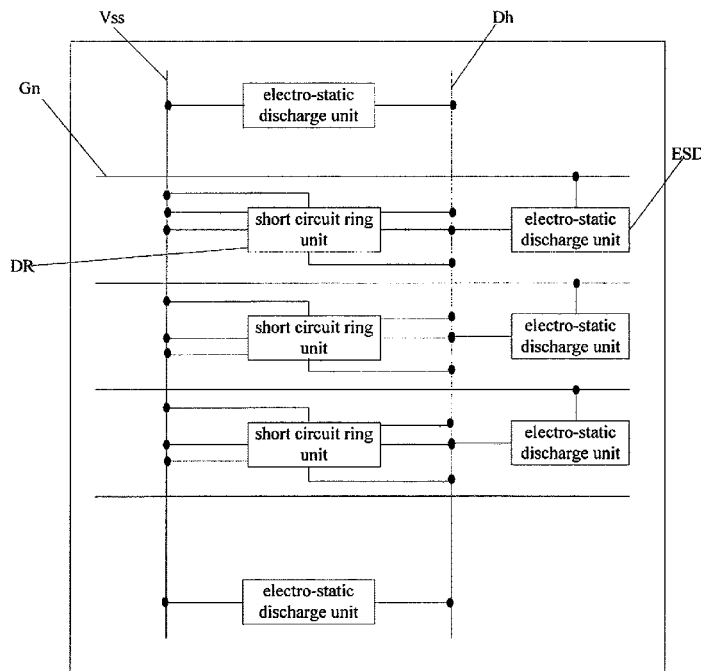 Vss
Dh
Gn
electro-static
discharge unit
ESD
short circuit ring
unit
electro-static
discharge unit
DR
short circuit ring
unit
electro-static
discharge unit
short circuit ring
unit
electro-static
discharge unit
electro-static
discharge unit